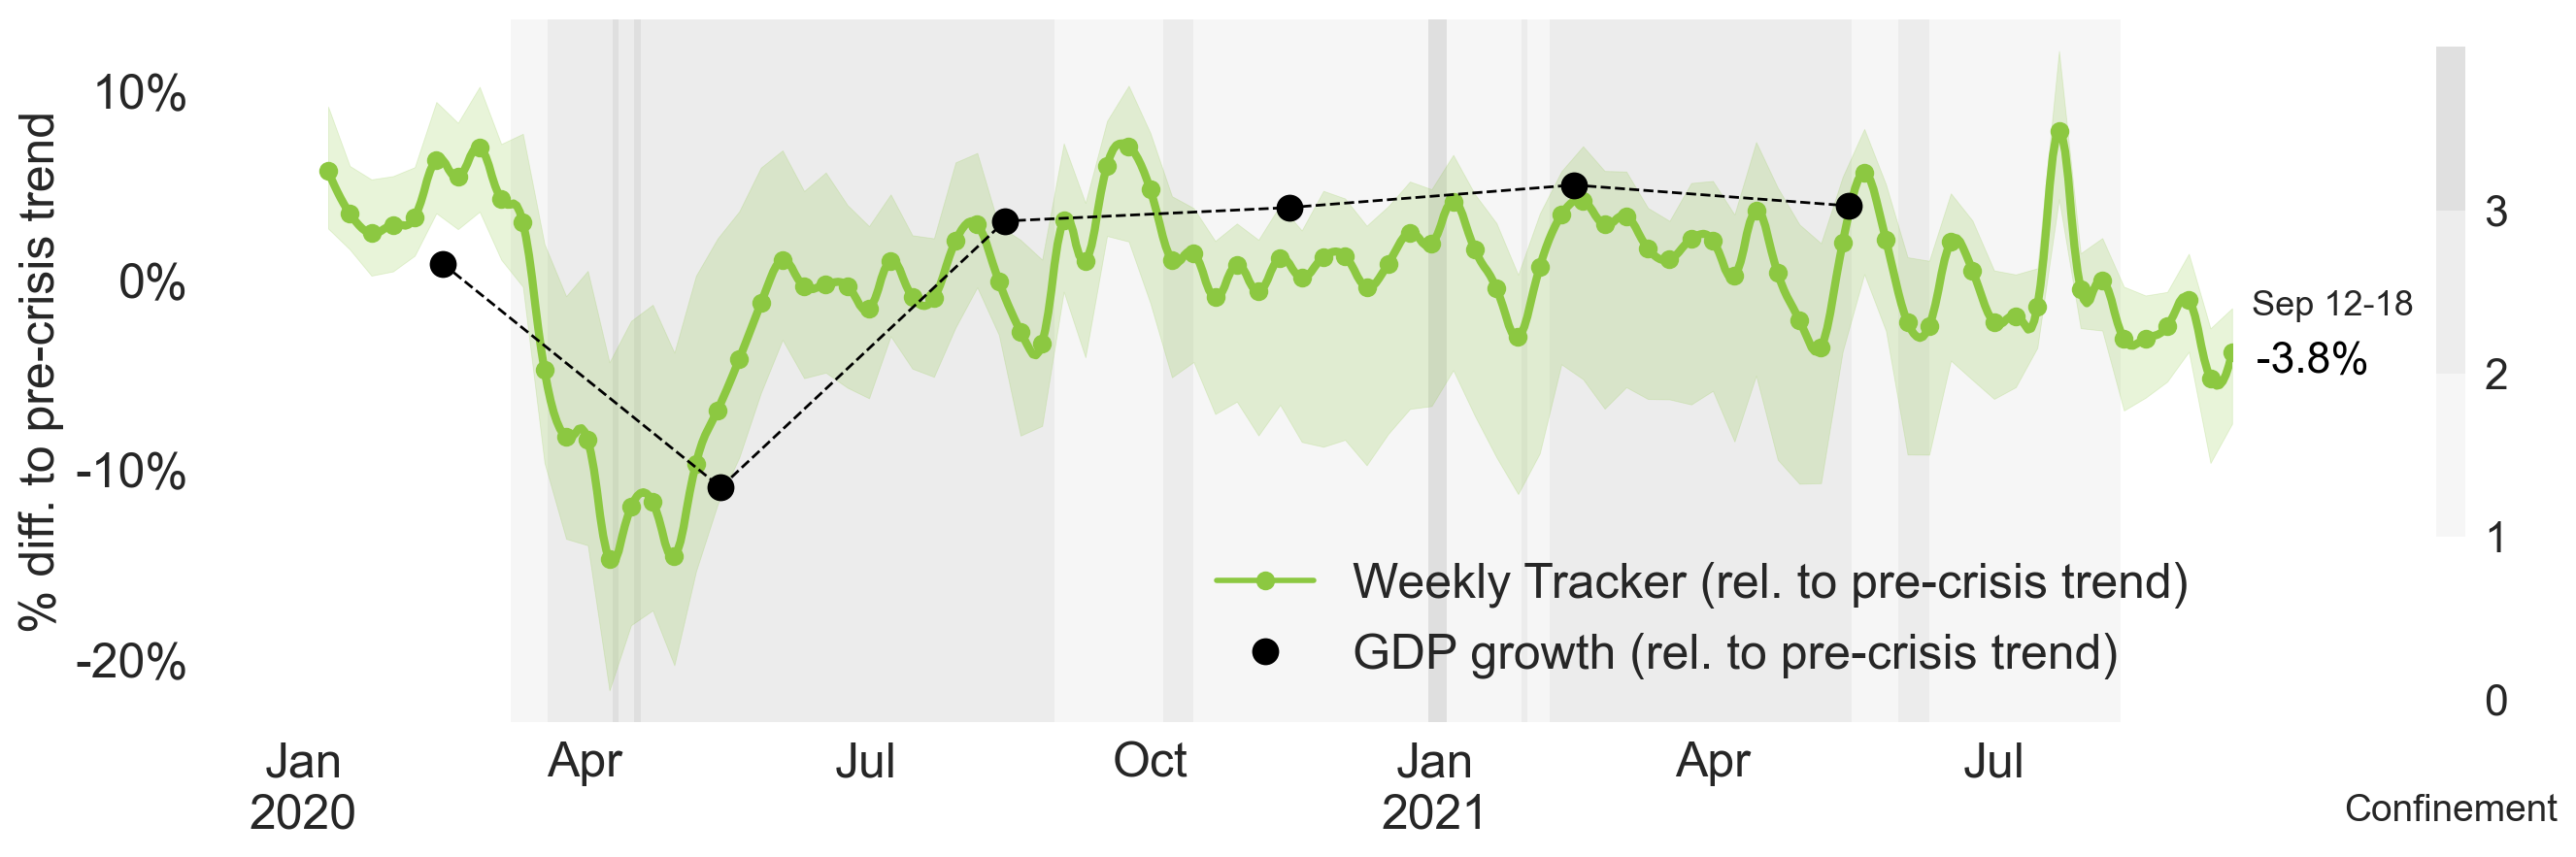 % diff. to pre-crisis trend
10%
0%
-10%
-20%
Sep 12-18
-3.8%
Weekly Tracker (rel. to pre-crisis trend)
GDP growth (rel. to pre-crisis trend)
Jan
2020
Apr
Jul
Oct
Jan
2021
Apr
Jul
3
2
1
0
Confinement